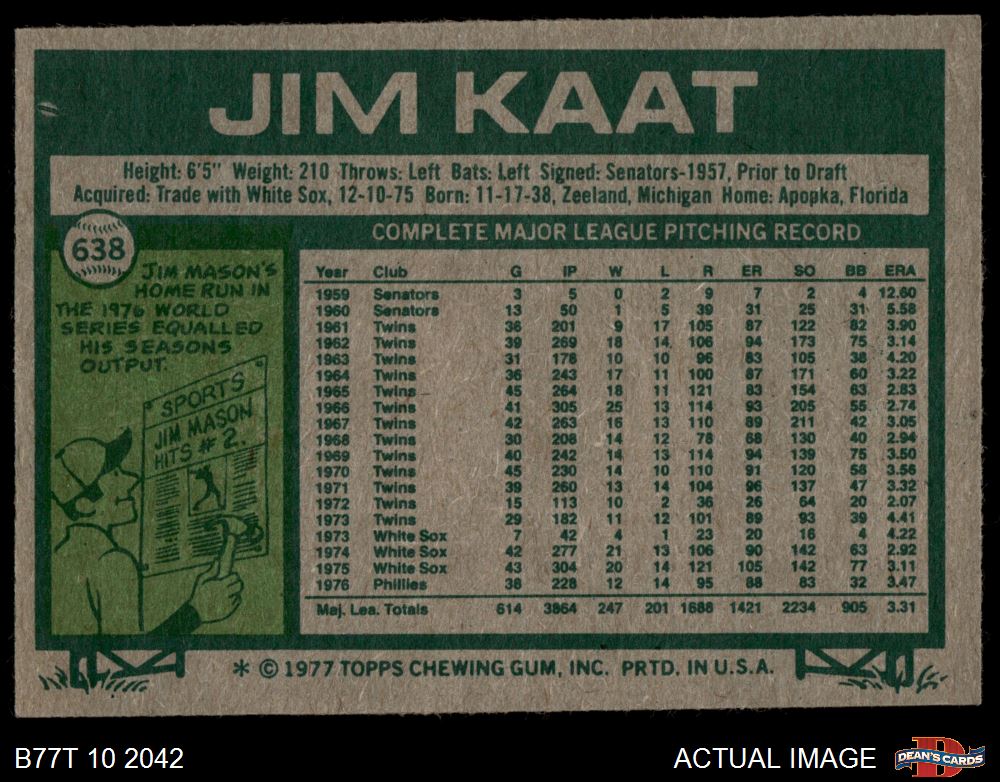 JIM KAAT
Height: 6'5" Weight: 210 Throws: Left Bats: Left Signed: Senators-1957, Prior to Draft
Acquired: Trade with White Sox, 12-10-75 Born: 11-17-38, Zeeland, Michigan Home: Apopka, Florida
638
JIM MASON'S
HOME RUN IN
THE 1976 WORLD
SERIES EQUALLED
HIS SEASONS
OUTPUT.
SPORTS
JIM MASON
HITS #2.
COMPLETE MAJOR LEAGUE PITCHING RECORD
Year Club G IP W L R ER SO BB ERA
1959 Senators 3 5 0 2 9 7 2 4 12.60
1960 Senators 13 50 1 5 39 31 25 31 5.58
1961 Twins 36 201 9 17 105 87 122 82 3.90
1962 Twins 39 269 18 14 106 94 173 75 3.14
1963 Twins 31 178 10 10 96 83 105 38 4.20
1964 Twins 36 243 17 11 100 87 171 60 3.22
1965 Twins 45 264 18 11 121 83 154 63 2.83
1966 Twins 41 305 25 13 114 93 205 55 2.74
1967 Twins 42 263 16 13 110 89 211 42 3.05
1968 Twins 30 208 14 12 78 68 130 40 2.94
1969 Twins 40 242 14 13 114 94 139 75 3.50
1970 Twins 45 230 14 10 110 91 120 58 3.56
1971 Twins 39 260 13 14 104 96 137 47 3.32
1972 Twins 15 113 10 2 36 26 64 20 2.07
1973 Twins 29 182 11 12 101 89 93 39 4.41
1973 White Sox 7 42 4 1 23 20 16 4 4.22
1974 White Sox 42 277 21 13 106 90 142 63 2.92
1975 White Sox 43 304 20 14 121 105 142 77 3.11
1976 Phillies 38 228 12 14 95 88 83 32 3.47
Maj. Lea. Totals 614 3864 247 201 1688 1421 2234 905 3.31
* © 1977 TOPPS CHEWING GUM, INC. PRTD. IN U.S.A.
B77T 10 2042
ACTUAL IMAGE
D
DEAN'S CARDS